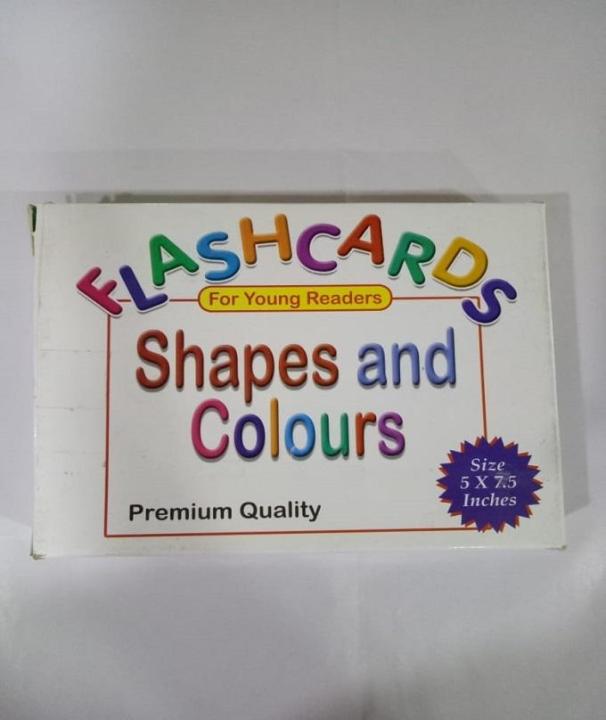 FLASHCARDS
For Young Readers
Shapes and
Colours
Size
5 X 7.5
Inches
Premium Quality